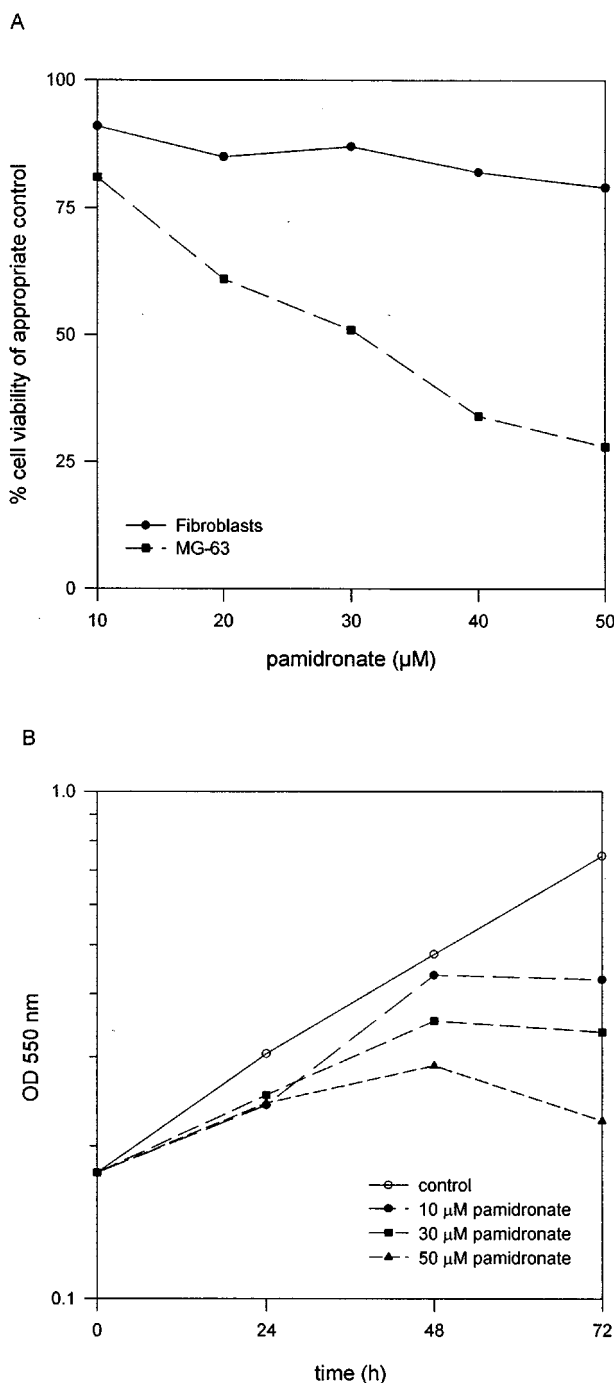 A
100
75
50
25
0
% cell viability of appropriate control
Fibroblasts
MG-63
10 20 30 40 50
pamidronate (µM)
B
1.0
0.1
OD 550 nm
control
10 µM pamidronate
30 µM pamidronate
50 µM pamidronate
0 24 48 72
time (h)